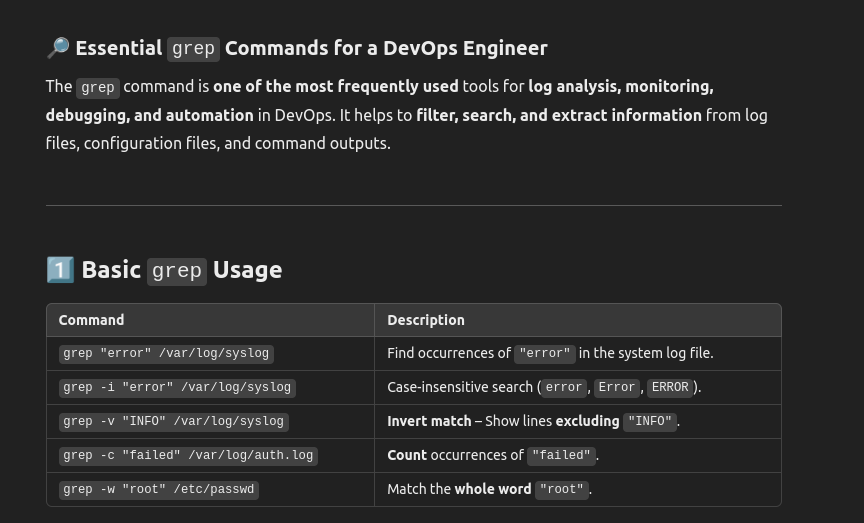 🔎 Essential grep Commands for a DevOps Engineer
The grep command is one of the most frequently used tools for log analysis, monitoring,
debugging, and automation in DevOps. It helps to filter, search, and extract information from log
files, configuration files, and command outputs.
1️⃣ Basic grep Usage
Command Description
grep "error" /var/log/syslog Find occurrences of "error" in the system log file.
grep -i "error" /var/log/syslog Case-insensitive search (error, Error, ERROR).
grep -v "INFO" /var/log/syslog Invert match – Show lines excluding "INFO".
grep -c "failed" /var/log/auth.log Count occurrences of "failed".
grep -w "root" /etc/passwd Match the whole word "root".